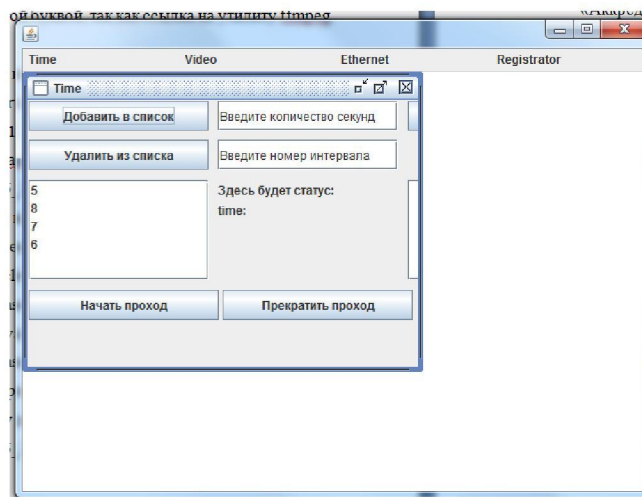 ой буквой, так как ссылка на утилиту ffmpeg
Time Video Ethernet Registrator
Time
Добавить в список Введите количество секунд
Удалить из списка Введите номер интервала
5 Здесь будет статус:
8 time:
7
6
Начать проход Прекратить проход